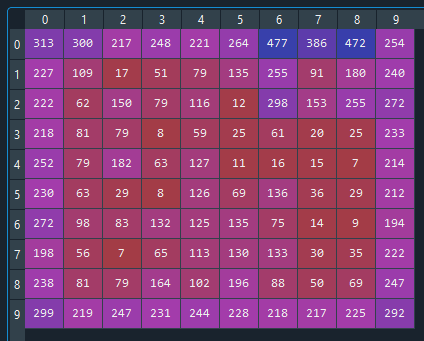 0 1 2 3 4 5 6 7 8 9
0 313 300 217 248 221 264 477 386 472 254
1 227 109 17 51 79 135 255 91 180 240
2 222 62 150 79 116 12 298 153 255 272
3 218 81 79 8 59 25 61 20 25 233
4 252 79 182 63 127 11 16 15 7 214
5 230 63 29 8 126 69 136 36 29 212
6 272 98 83 132 125 135 75 14 9 194
7 198 56 7 65 113 130 133 30 35 222
8 238 81 79 164 102 196 88 50 69 247
9 299 219 247 231 244 228 218 217 225 292